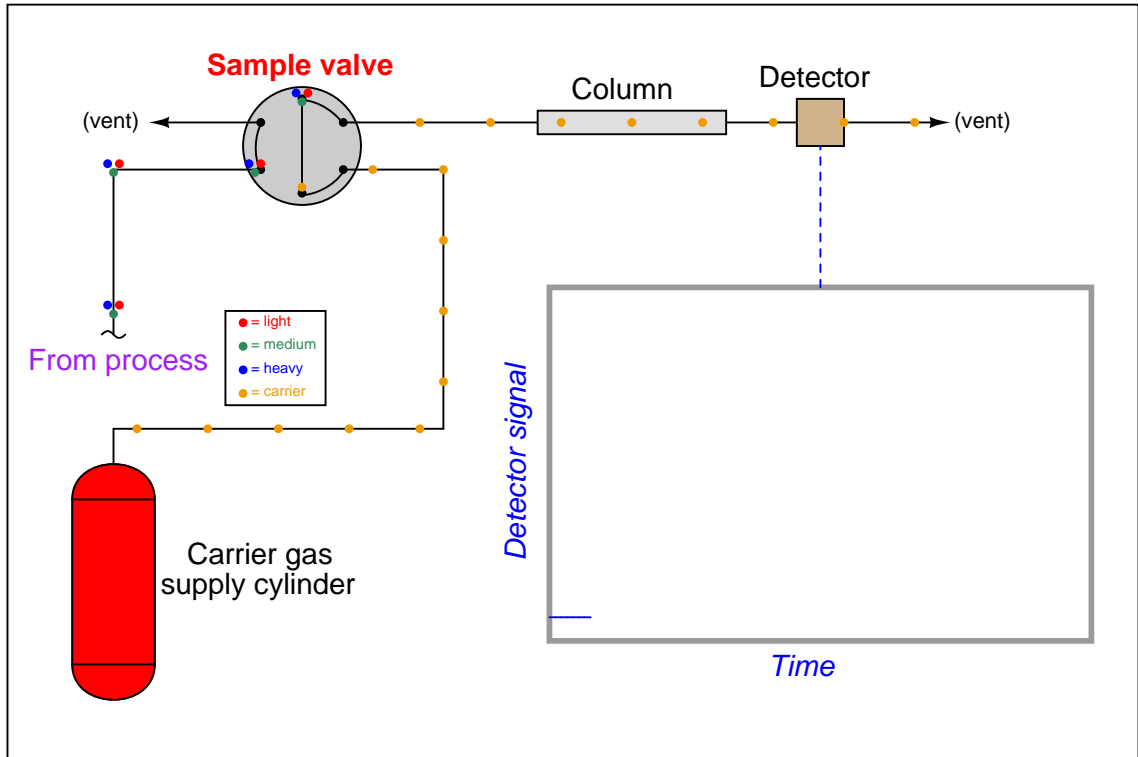 Sample valve
Column
Detector
(vent)
(vent)
= light
= medium
= heavy
= carrier
From process
Detector signal
Carrier gas
supply cylinder
Time